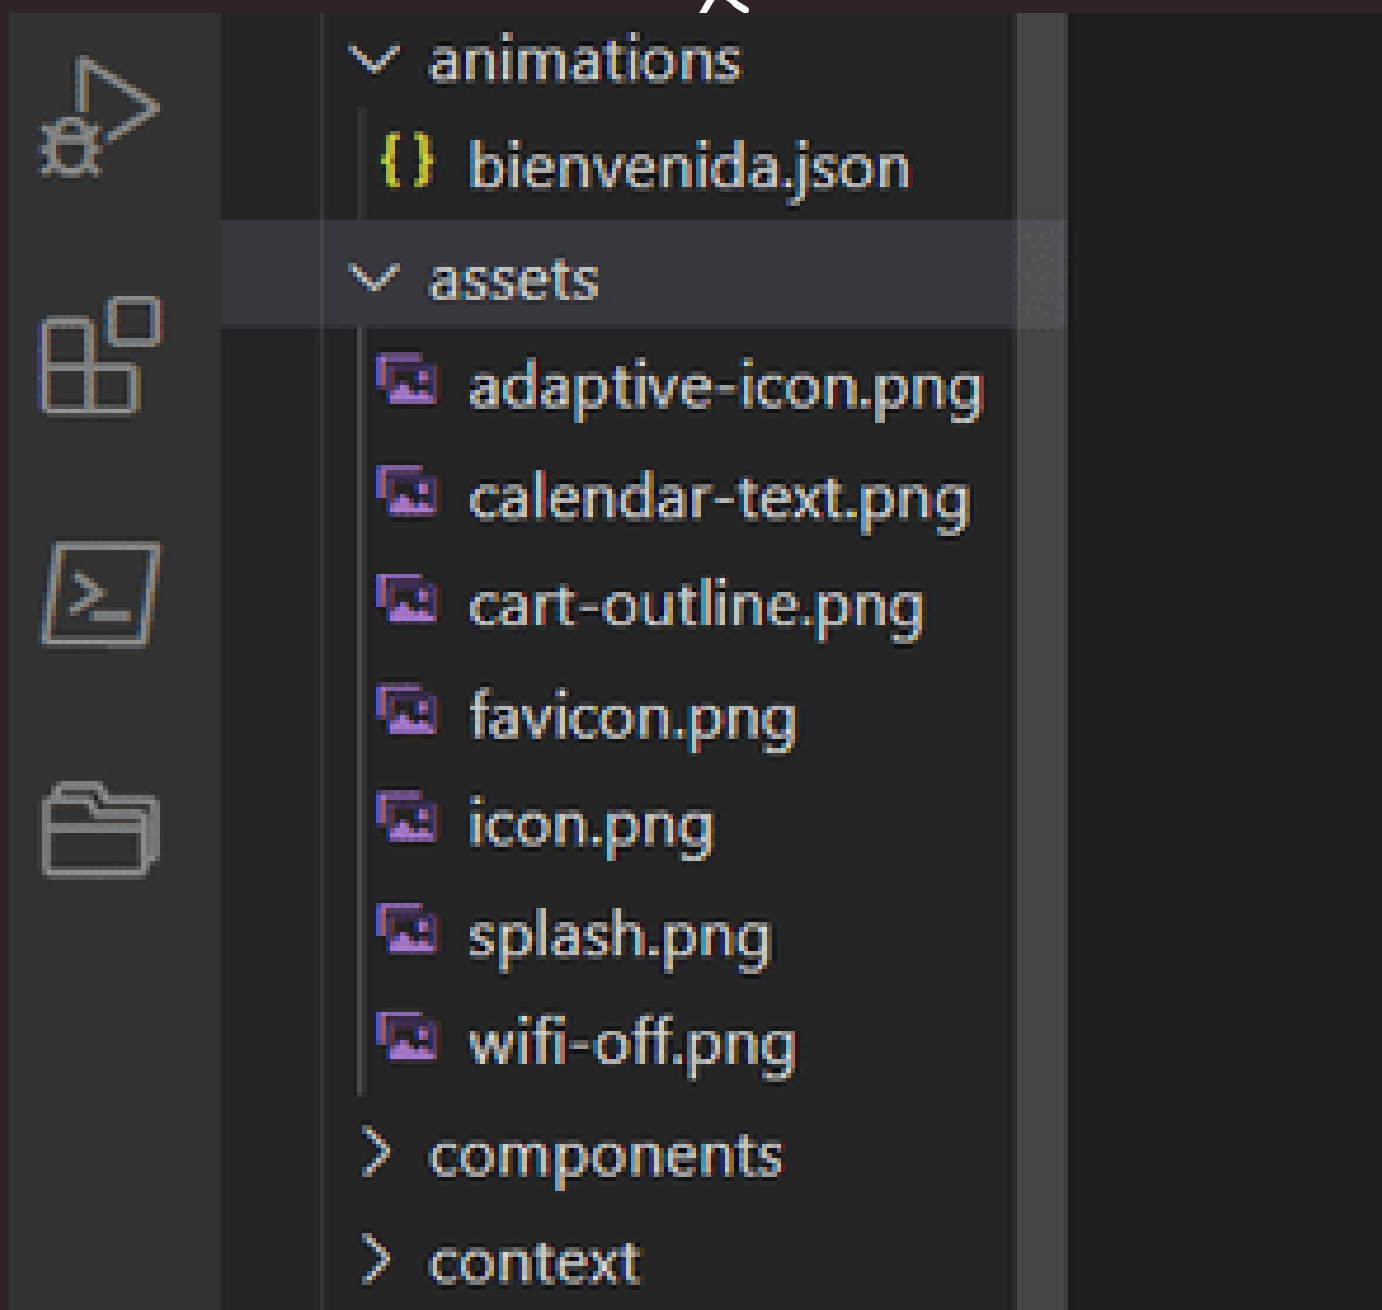 animations
{} bienvenida.json
assets
adaptive-icon.png
calendar-text.png
cart-outline.png
favicon.png
icon.png
splash.png
wifi-off.png
components
context